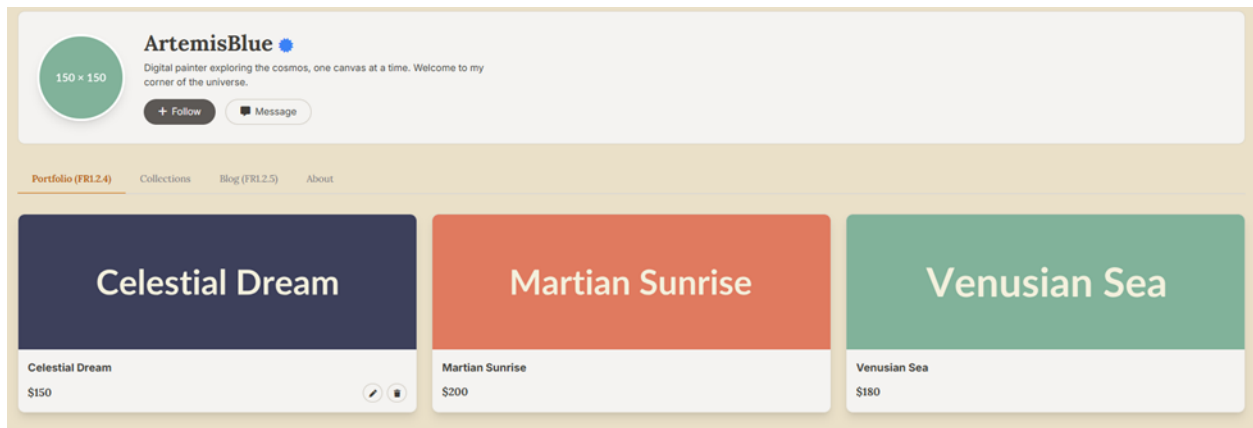 150 × 150
ArtemisBlue
Digital painter exploring the cosmos, one canvas at a time. Welcome to my
corner of the universe.
+ Follow Message
Portfolio (FR1.2.4) Collections Blog (FR1.2.5) About
Celestial Dream
Martian Sunrise
Venusian Sea
Celestial Dream
$150
Martian Sunrise
$200
Venusian Sea
$180